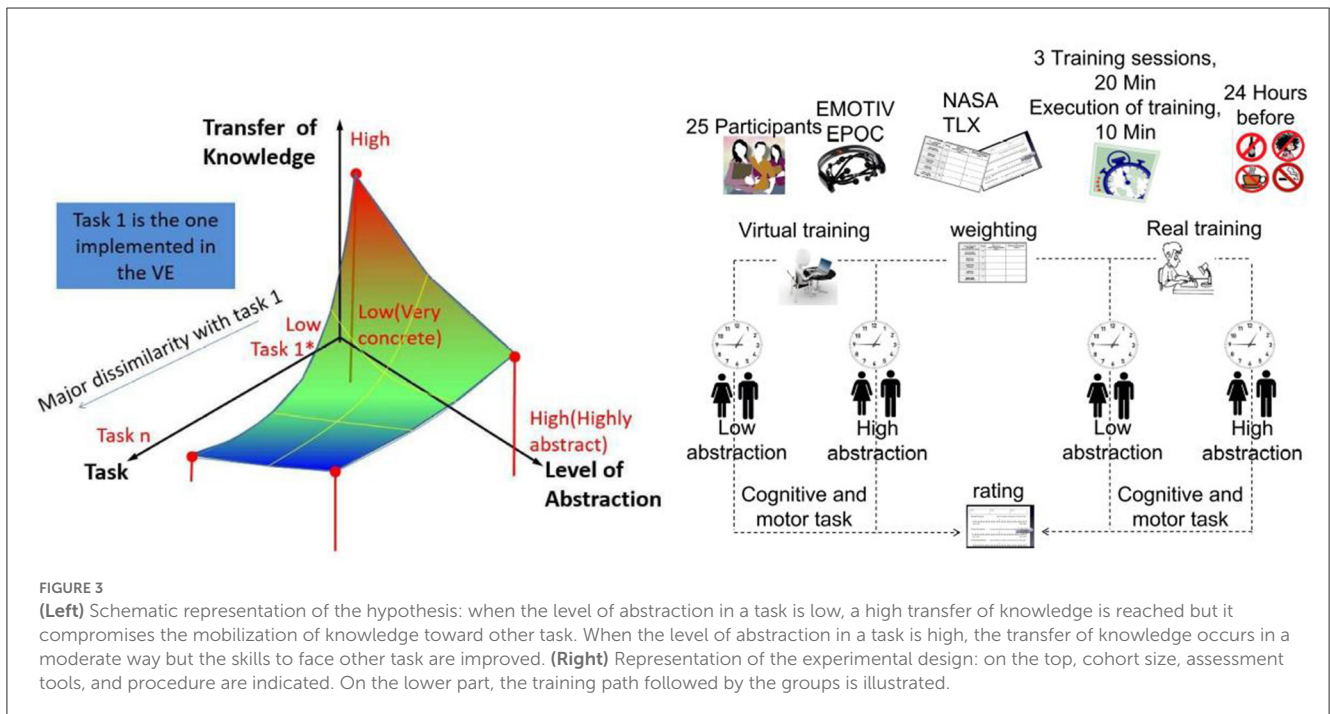 Transfer of
Knowledge
High
Task 1 is the one
implemented in
the VE
Major dissimilarity with task 1
Low
Task 1*
Low(Very
concrete)
Task n
Task
High(Highly
abstract)
Level of
Abstraction
25 Participants
EMOTIV
EPOC
NASA
TLX
3 Training sessions,
20 Min
Execution of training,
10 Min
24 Hours
before
Virtual training
weighting
Real training
Low
abstraction
High
abstraction
Low
abstraction
High
abstraction
Cognitive and
motor task
rating
Cognitive and
motor task
FIGURE 3
(Left) Schematic representation of the hypothesis: when the level of abstraction in a task is low, a high transfer of knowledge is reached but it
compromises the mobilization of knowledge toward other task. When the level of abstraction in a task is high, the transfer of knowledge occurs in a
moderate way but the skills to face other task are improved. (Right) Representation of the experimental design: on the top, cohort size, assessment
tools, and procedure are indicated. On the lower part, the training path followed by the groups is illustrated.